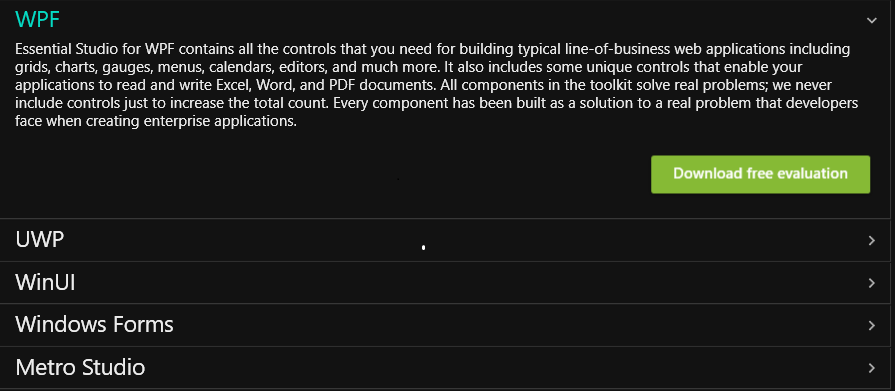 WPF
Essential Studio for WPF contains all the controls that you need for building typical line-of-business web applications including
grids, charts, gauges, menus, calendars, editors, and much more. It also includes some unique controls that enable your
applications to read and write Excel, Word, and PDF documents. All components in the toolkit solve real problems; we never
include controls just to increase the total count. Every component has been built as a solution to a real problem that developers
face when creating enterprise applications.
Download free evaluation
UWP
WinUI
Windows Forms
Metro Studio